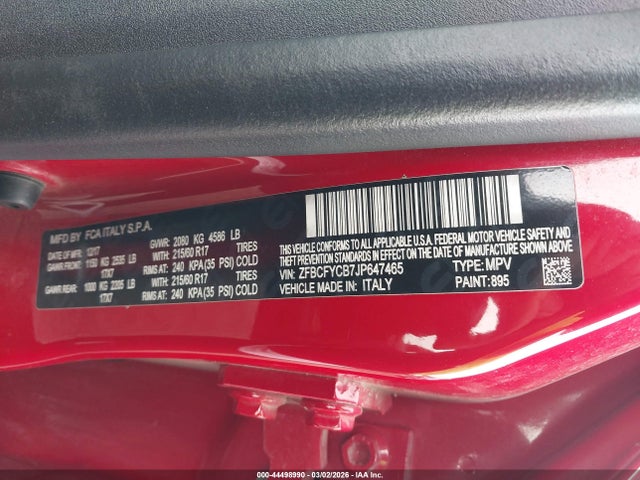 MFD BY: FCA ITALY S.P.A.
DATE OF MFR: 12/17 GVWR: 2080 KG 4586 LB
GAWR FRONT: 1150 KG 2535 LB 215/60 R17 TIRES
17X7 RIMS AT: 240 KPA(35 PSI) COLD
GAWR REAR: 1000 KG 2205 LB 215/60 R17 TIRES
17X7 RIMS AT: 240 KPA(35 PSI) COLD
THIS VEHICLE CONFORMS TO ALL APPLICABLE U.S.A. FEDERAL MOTOR VEHICLE SAFETY,
BUMPER, AND THEFT PREVENTION STANDARDS IN EFFECT ON THE DATE OF MANUFACTURE SHOWN ABOVE
VIN: ZFBCFYCB7JP647465 TYPE: MPV
VEHICLE MADE IN: ITALY PAINT: 895
000-44498990 — 03/02/2026 — IAAI.COM